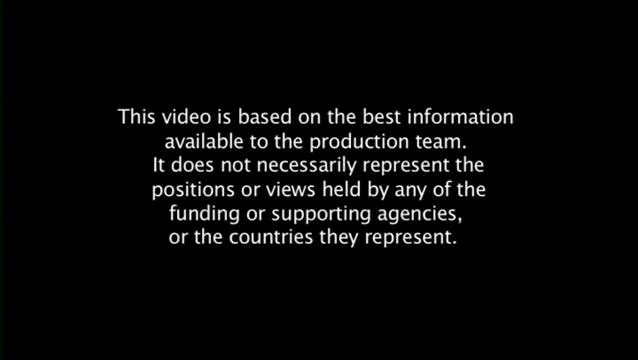 This video is based on the best information
available to the production team.
It does not necessarily represent the
positions or views held by any of the
funding or supporting agencies,
or the countries they represent.